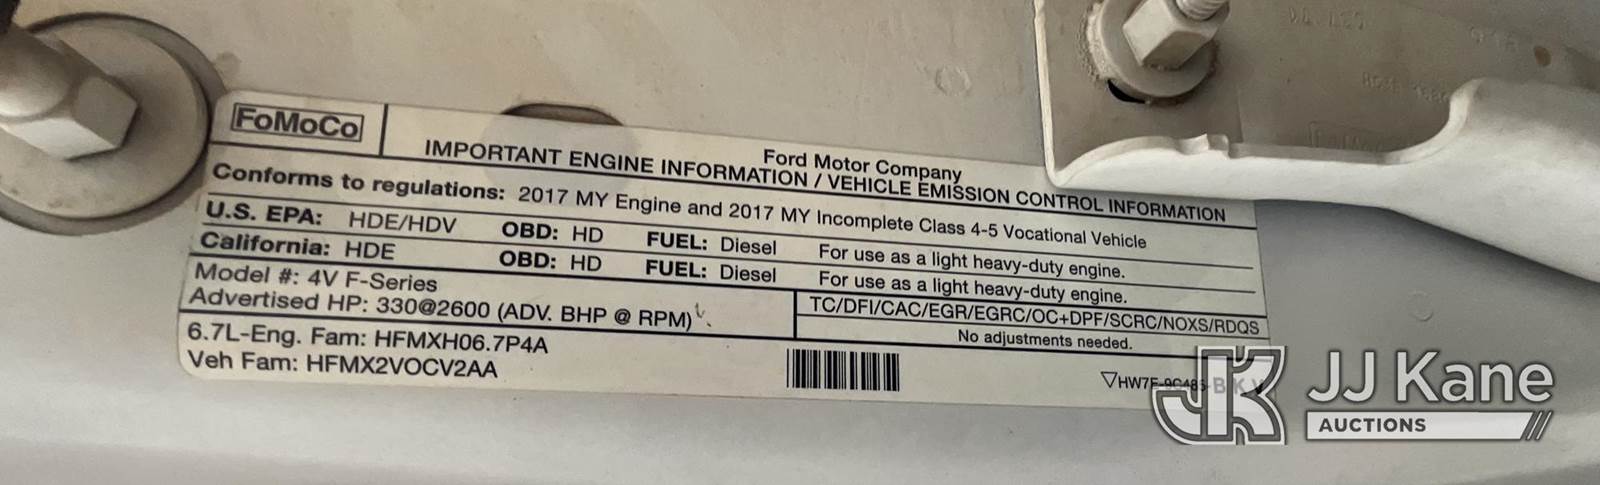 FoMoCo
Ford Motor Company
IMPORTANT ENGINE INFORMATION / VEHICLE EMISSION CONTROL INFORMATION
Conforms to regulations: 2017 MY Engine and 2017 MY Incomplete Class 4-5 Vocational Vehicle
U.S. EPA: HDE/HDV OBD: HD FUEL: Diesel For use as a light heavy-duty engine.
California: HDE OBD: HD FUEL: Diesel For use as a light heavy-duty engine.
Model #: 4V F-Series
Advertised HP: 330@2600 (ADV. BHP @ RPM)
TC/DFI/CAC/EGR/EGRC/OC+DPF/SCRC/NOXS/RDQS
No adjustments needed.
6.7L-Eng. Fam: HFMXH06.7P4A
Veh Fam: HFMX2VOCV2AA
JK JJ Kane
AUCTIONS